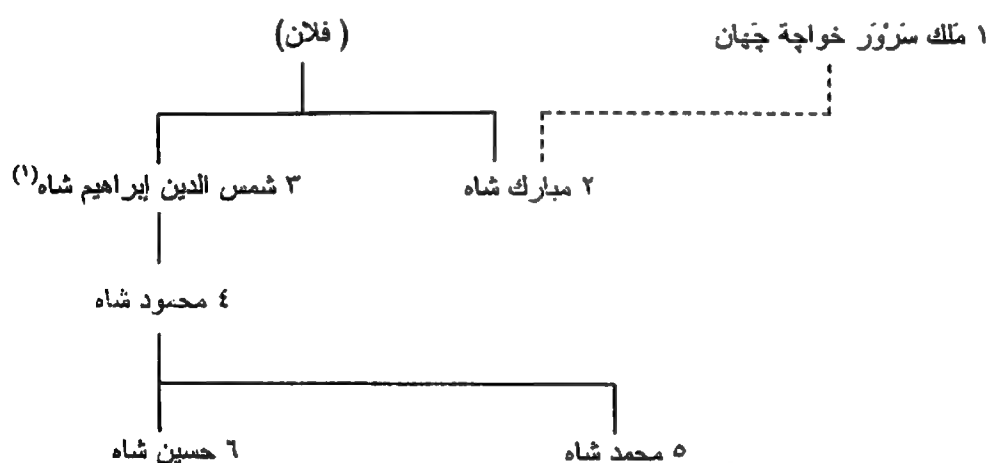 ١ مَلك سَرْوَر خواجة جَهان
( فلان)
٢ مبارك شاه
٣ شمس الدين إبراهيم شاه(١)
٤ محمود شاه
٥ محمد شاه
٦ حسين شاه